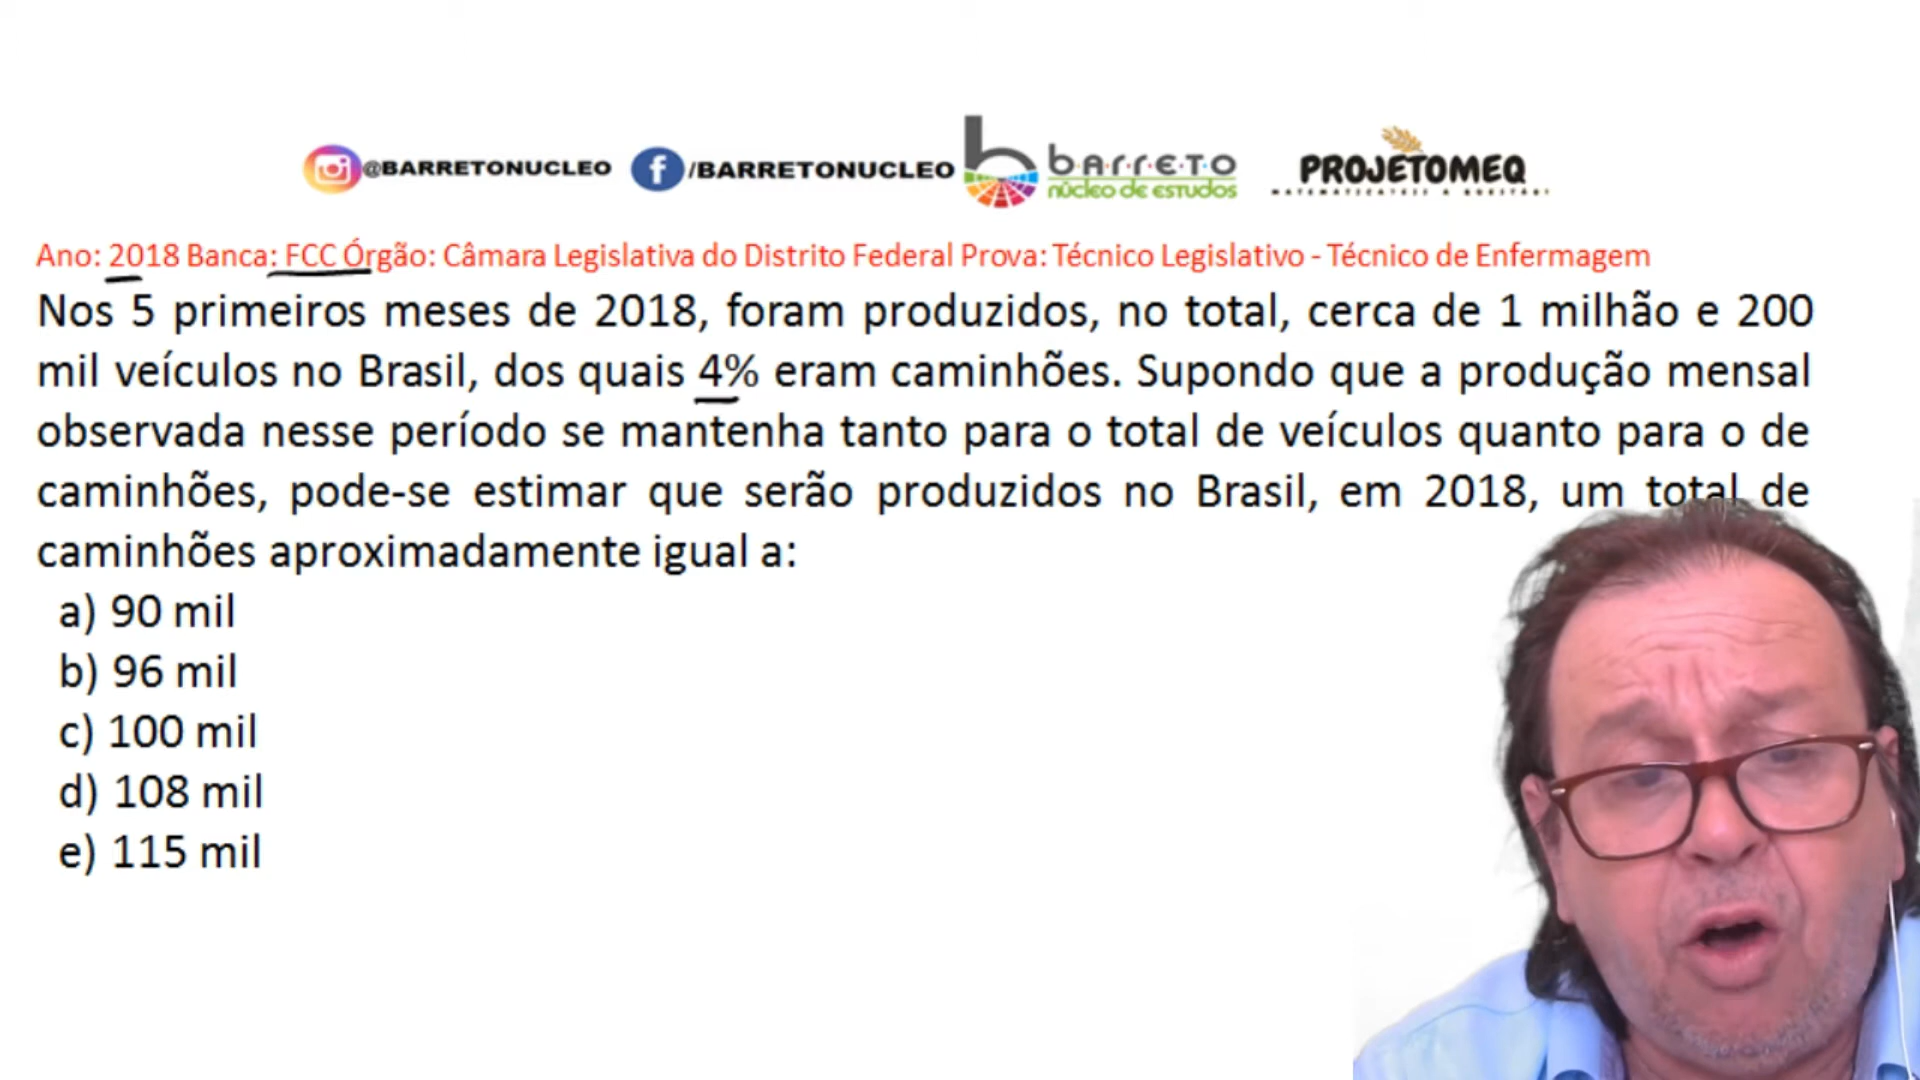 @BARRETONUCLEO /BARRETONUCLEO b·A·r·r·E·T·O PROJETOMEQ
núcleo de estudos
Ano: 2018 Banca: FCC Órgão: Câmara Legislativa do Distrito Federal Prova: Técnico Legislativo - Técnico de Enfermagem
Nos 5 primeiros meses de 2018, foram produzidos, no total, cerca de 1 milhão e 200
mil veículos no Brasil, dos quais 4% eram caminhões. Supondo que a produção mensal
observada nesse período se mantenha tanto para o total de veículos quanto para o de
caminhões, pode-se estimar que serão produzidos no Brasil, em 2018, um total de
caminhões aproximadamente igual a:
a) 90 mil
b) 96 mil
c) 100 mil
d) 108 mil
e) 115 mil